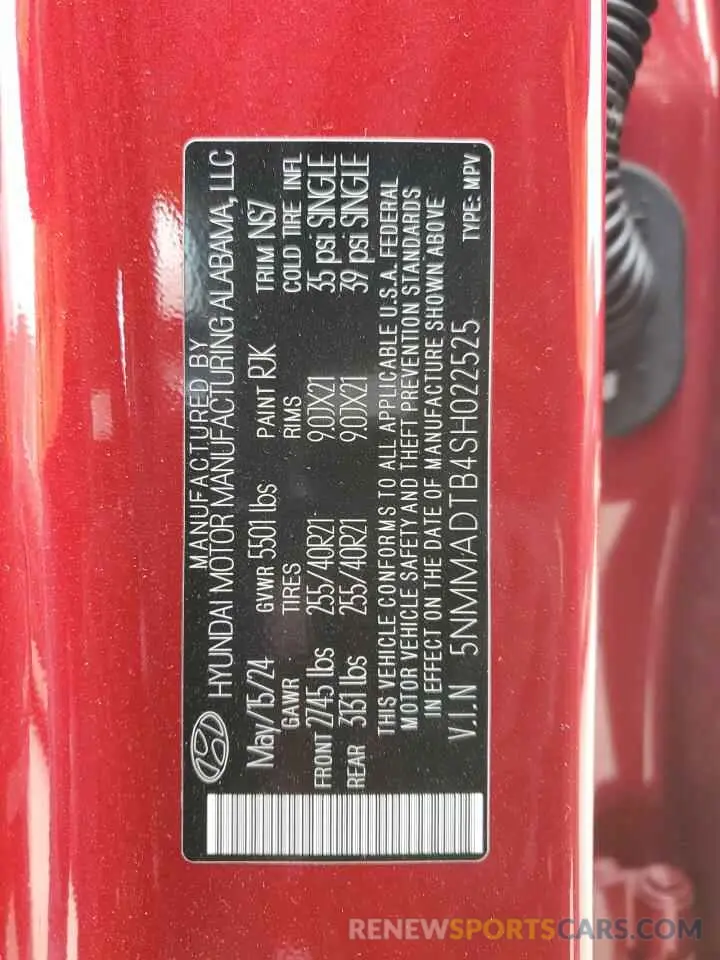 MANUFACTURED BY
HYUNDAI MOTOR MANUFACTURING ALABAMA, LLC
May/15/24 GVWR 5501 lbs PAINT RJK TRIM NS7
GAWR TIRES RIMS COLD TIRE INFL
FRONT 2745 lbs 255/40R21 9.0JX21 35 psi SINGLE
REAR 3131 lbs 255/40R21 9.0JX21 39 psi SINGLE
THIS VEHICLE CONFORMS TO ALL APPLICABLE U.S.A. FEDERAL
MOTOR VEHICLE SAFETY AND THEFT PREVENTION STANDARDS
IN EFFECT ON THE DATE OF MANUFACTURE SHOWN ABOVE
V.I.N 5NMMADTB4SH022525 TYPE: MPV
RENEWSPORTSCARS.COM